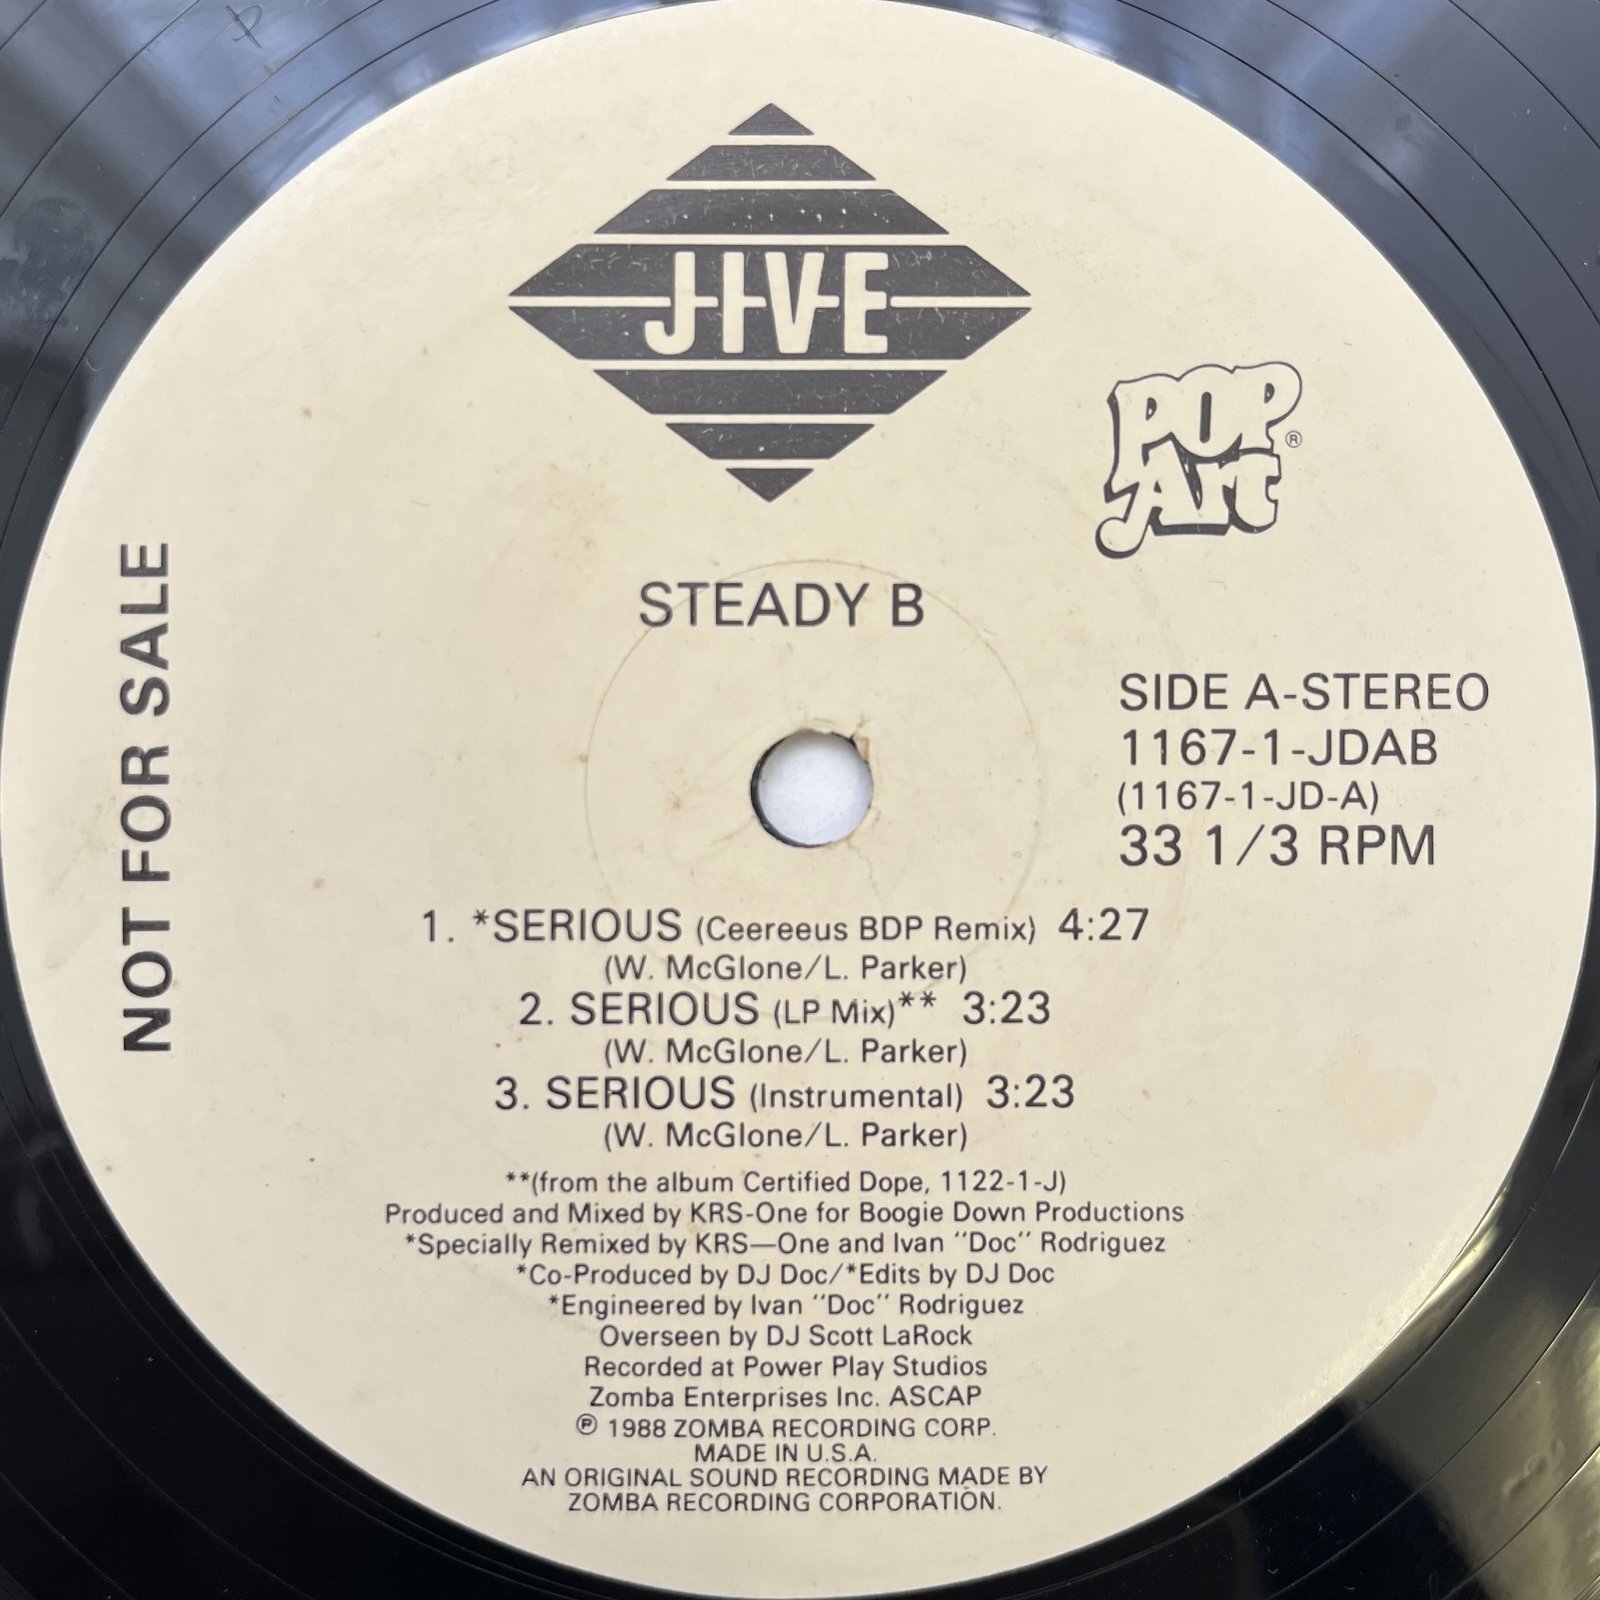 JIVE
POP
Art
®
NOT FOR SALE
STEADY B
SIDE A-STEREO
1167-1-JDAB
(1167-1-JD-A)
33 1/3 RPM
1. *SERIOUS (Ceereeus BDP Remix) 4:27
(W. McGlone/L. Parker)
2. SERIOUS (LP Mix)** 3:23
(W. McGlone/L. Parker)
3. SERIOUS (Instrumental) 3:23
(W. McGlone/L. Parker)
**(from the album Certified Dope, 1122-1-J)
Produced and Mixed by KRS-One for Boogie Down Productions
*Specially Remixed by KRS—One and Ivan "Doc" Rodriguez
*Co-Produced by DJ Doc/*Edits by DJ Doc
*Engineered by Ivan "Doc" Rodriguez
Overseen by DJ Scott LaRock
Recorded at Power Play Studios
Zomba Enterprises Inc. ASCAP
℗ 1988 ZOMBA RECORDING CORP.
MADE IN U.S.A.
AN ORIGINAL SOUND RECORDING MADE BY
ZOMBA RECORDING CORPORATION.